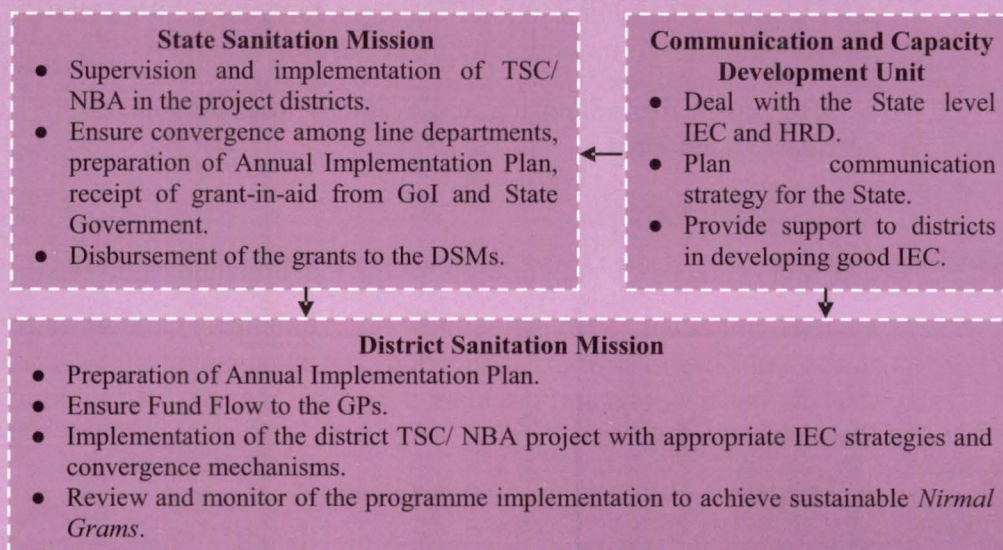 State Sanitation Mission
● Supervision and implementation of TSC/
NBA in the project districts.
● Ensure convergence among line departments,
preparation of Annual Implementation Plan,
receipt of grant-in-aid from GoI and State
Government.
● Disbursement of the grants to the DSMs.
Communication and Capacity
Development Unit
● Deal with the State level
IEC and HRD.
● Plan communication
strategy for the State.
● Provide support to districts
in developing good IEC.
District Sanitation Mission
● Preparation of Annual Implementation Plan.
● Ensure Fund Flow to the GPs.
● Implementation of the district TSC/ NBA project with appropriate IEC strategies and
convergence mechanisms.
● Review and monitor of the programme implementation to achieve sustainable Nirmal
Grams.